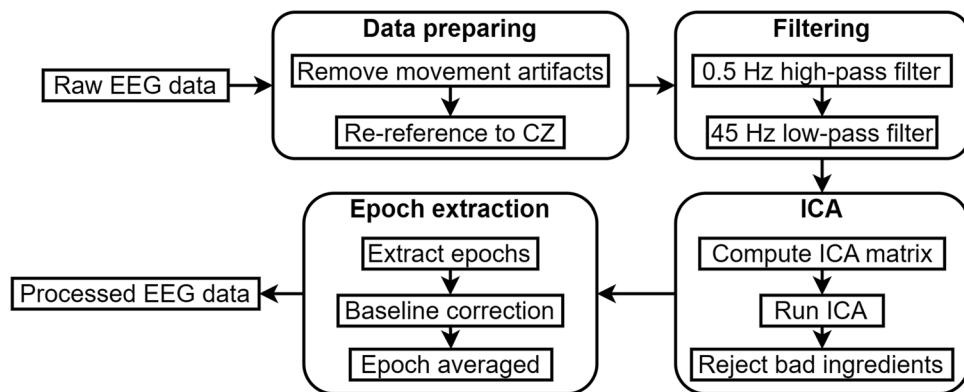 Raw EEG data
Data preparing
Remove movement artifacts
Re-reference to CZ
Filtering
0.5 Hz high-pass filter
45 Hz low-pass filter
ICA
Compute ICA matrix
Run ICA
Reject bad ingredients
Epoch extraction
Extract epochs
Baseline correction
Epoch averaged
Processed EEG data